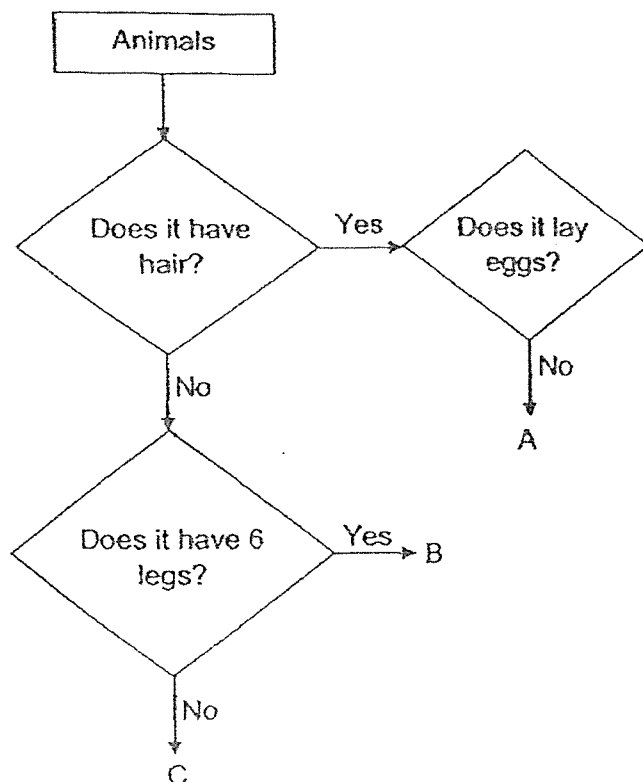 Animals
Does it have
hair?
Yes
Does it lay
eggs?
No
No
A
Does it have 6
legs?
Yes
B
No
C